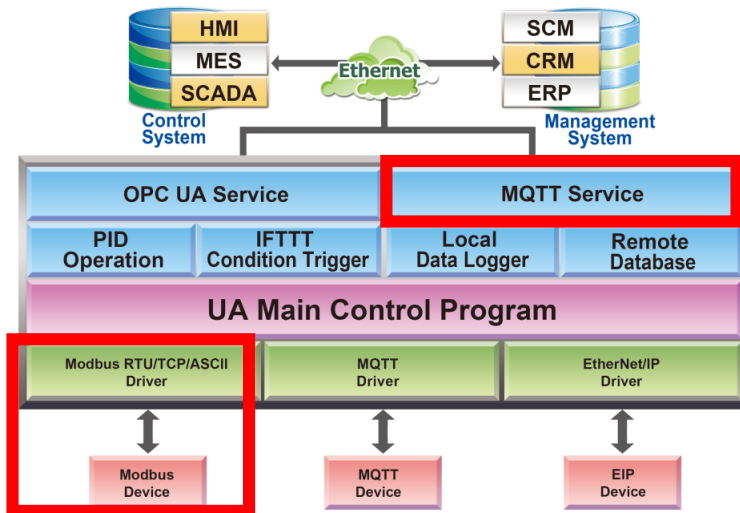 HMI
MES
SCADA
Control
System
Ethernet
SCM
CRM
ERP
Management
System
OPC UA Service
MQTT Service
PID
Operation
IFTTT
Condition Trigger
Local
Data Logger
Remote
Database
UA Main Control Program
Modbus RTU/TCP/ASCII
Driver
MQTT
Driver
EtherNet/IP
Driver
Modbus
Device
MQTT
Device
EIP
Device